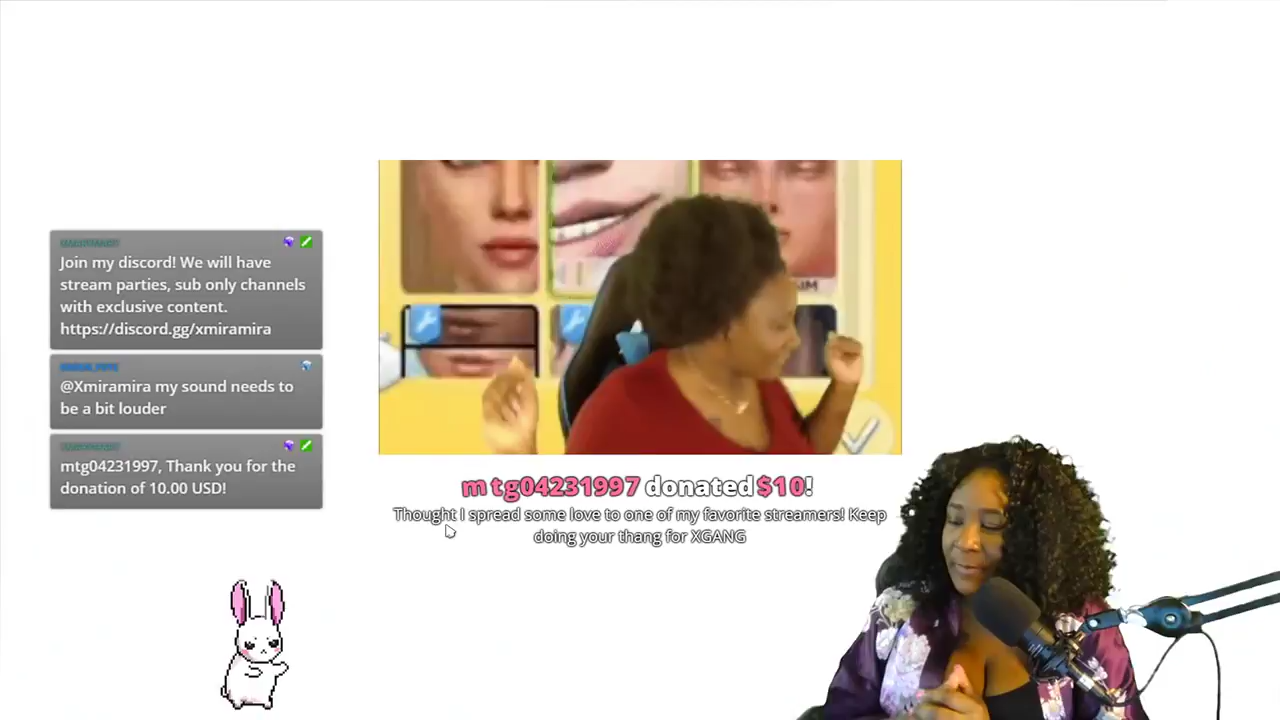 Join my discord! We will have
stream parties, sub only channels
with exclusive content.
https://discord.gg/xmiramira
@Xmiramira my sound needs to
be a bit louder
mtg04231997, Thank you for the
donation of 10.00 USD!
mtg04231997 donated $10!
Thought I spread some love to one of my favorite streamers! Keep
doing your thang for XGANG